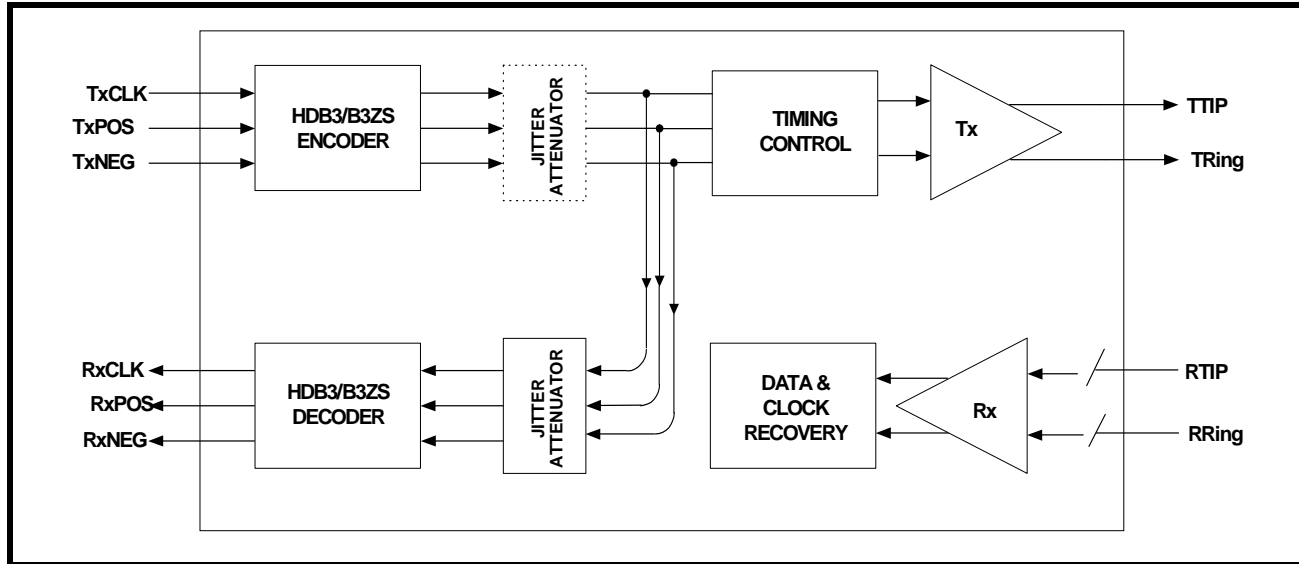 TxCLK
TxPOS
TxNEG
HDB3/B3ZS
ENCODER
JITTER
ATTENUATOR
TIMING
CONTROL
Tx
TTIP
TRing
RxCLK
RxPOS
RxNEG
HDB3/B3ZS
DECODER
JITTER
ATTENUATOR
DATA &
CLOCK
RECOVERY
Rx
RTIP
RRing